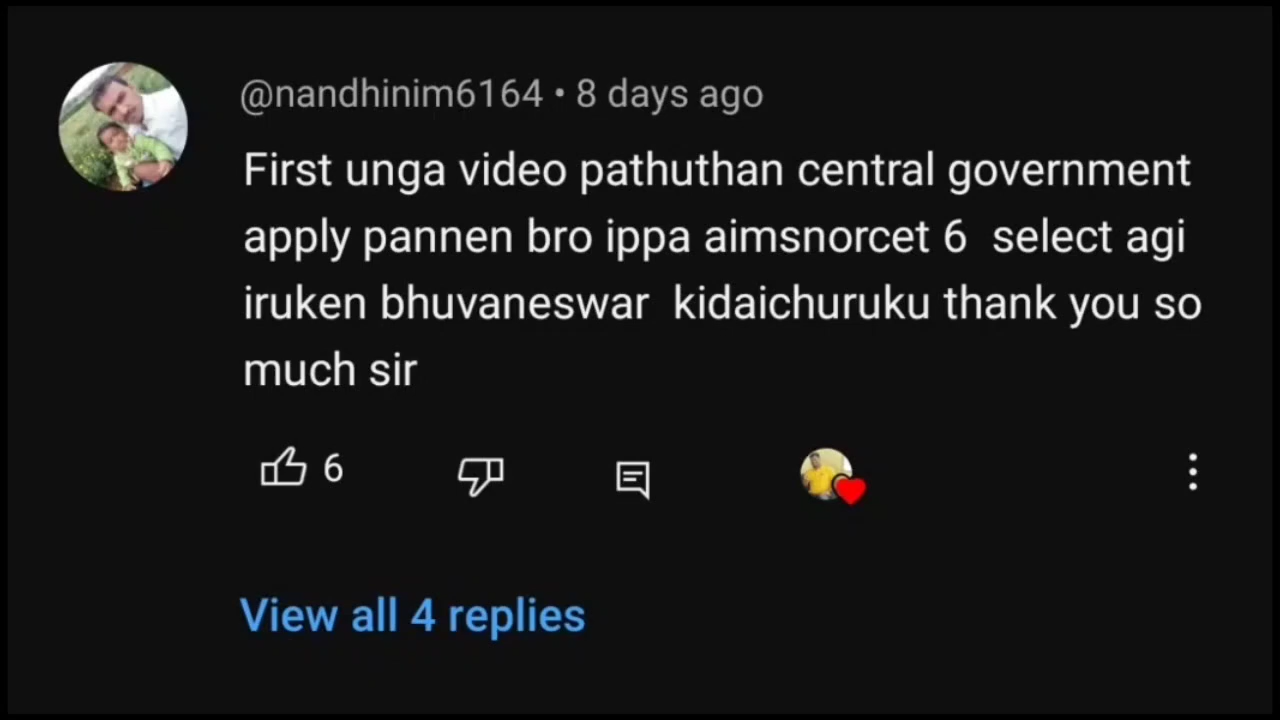 @nandhinim6164 • 8 days ago
First unga video pathuthan central government
apply pannen bro ippa aimsnorcet 6 select agi
iruken bhuvaneswar kidaichuruku thank you so
much sir
6
View all 4 replies